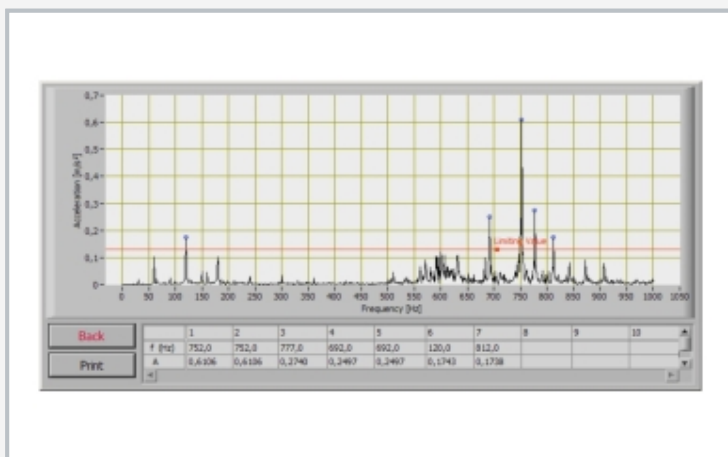 0,7
0,6
0,5
0,4
0,3
0,2
0,1
0
Acceleration [m/s²]
Limiting Value
0 50 100 150 200 250 300 350 400 450 500 550 600 650 700 750 800 850 900 950 1000 1050
Frequency [Hz]
Back
Print
1 2 3 4 5 6 7 8 9 10
f (Hz) 752,0 752,0 777,0 692,0 692,0 120,0 812,0
A 0,6106 0,6106 0,2740 0,2497 0,2497 0,1743 0,1738